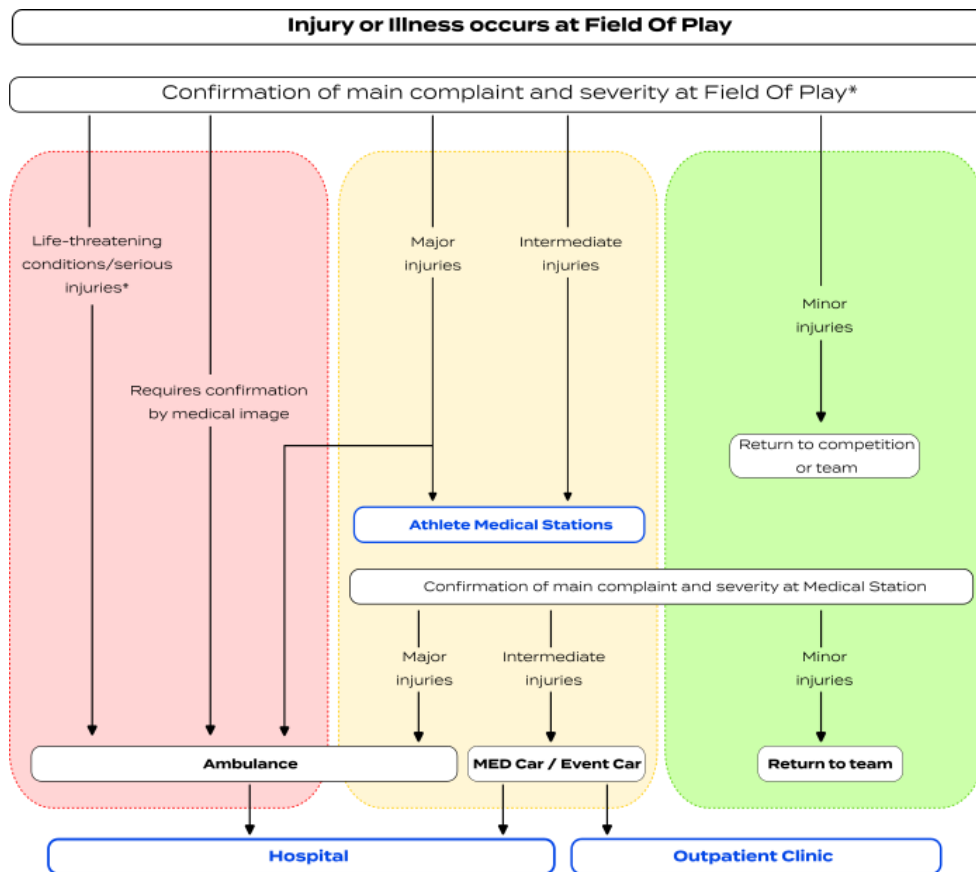 Injury or Illness occurs at Field Of Play
Confirmation of main complaint and severity at Field Of Play*
Life-threatening
conditions/serious
injuries*
Major
injuries
Intermediate
injuries
Minor
injuries
Requires confirmation
by medical image
Return to competition
or team
Athlete Medical Stations
Confirmation of main complaint and severity at Medical Station
Major
injuries
Intermediate
injuries
Minor
injuries
Ambulance
MED Car / Event Car
Return to team
Hospital
Outpatient Clinic